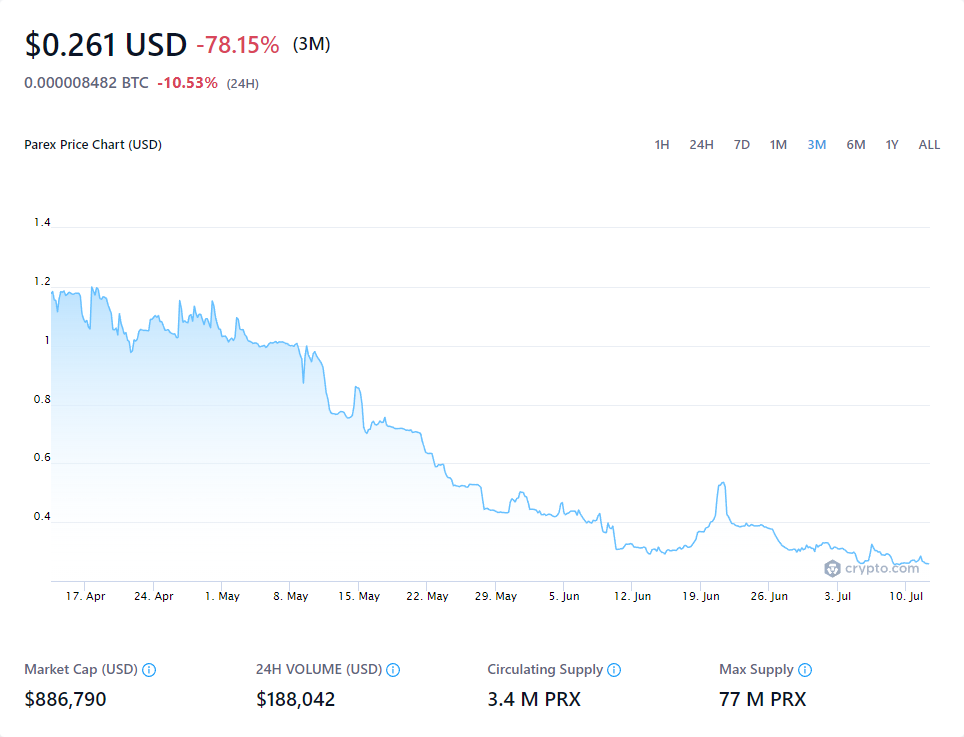 $0.261 USD -78.15% (3M)
0.000008482 BTC -10.53% (24H)
Parex Price Chart (USD) 1H 24H 7D 1M 3M 6M 1Y ALL
1.4
1.2
1
0.8
0.6
0.4
crypto.com
17. Apr 24. Apr 1. May 8. May 15. May 22. May 29. May 5. Jun 12. Jun 19. Jun 26. Jun 3. Jul 10. Jul
Market Cap (USD) 24H VOLUME (USD) Circulating Supply Max Supply
$886,790 $188,042 3.4 M PRX 77 M PRX